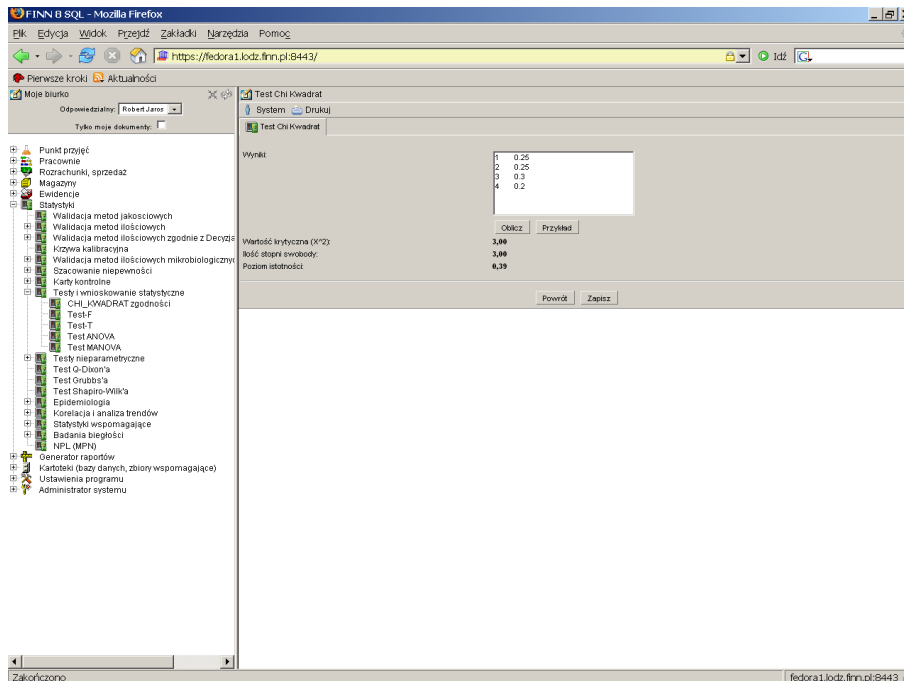 FINN 8 SQL - Mozilla Firefox
Plik Edycja Widok Przejdź Zakładki Narzędzia Pomoc
https://fedora1.lodz.finn.pl:8443/ Idź
Pierwsze kroki Aktualności
Moje biurko
Odpowiedzialny: Robert Jaros
Tylko moje dokumenty:
Punkt przyjęć
Pracownie
Rozrachunki, sprzedaż
Magazyny
Ewidencje
Statystyki
Walidacja metod jakosciowych
Walidacja metod ilościowych
Walidacja metod ilościowych zgodnie z Decyzja
Krzywa kalibracyjna
Walidacja metod ilościowych mikrobiologiczny
Szacowanie niepewności
Karty kontrolne
Testy i wnioskowanie statystyczne
CHI_KWADRAT zgodności
Test-F
Test-T
Test ANOVA
Test MANOVA
Testy nieparametryczne
Test Q-Dixon'a
Test Grubbs'a
Test Shapiro-Wilk'a
Epidemiologia
Korelacja i analiza trendów
Statystyki wspomagające
Badania biegłości
NPL (MPN)
Generator raportów
Kartoteki (bazy danych, zbiory wspomagające)
Ustawienia programu
Administrator systemu
Test Chi Kwadrat
System Drukuj
Test Chi Kwadrat
Wyniki:
1 0.25
2 0.25
3 0.3
4 0.2
Oblicz Przykład
Wartość krytyczna (X^2): 3,00
Ilość stopni swobody: 3,00
Poziom istotności: 0,39
Powrót Zapisz
Zakończono fedora1.lodz.finn.pl:8443